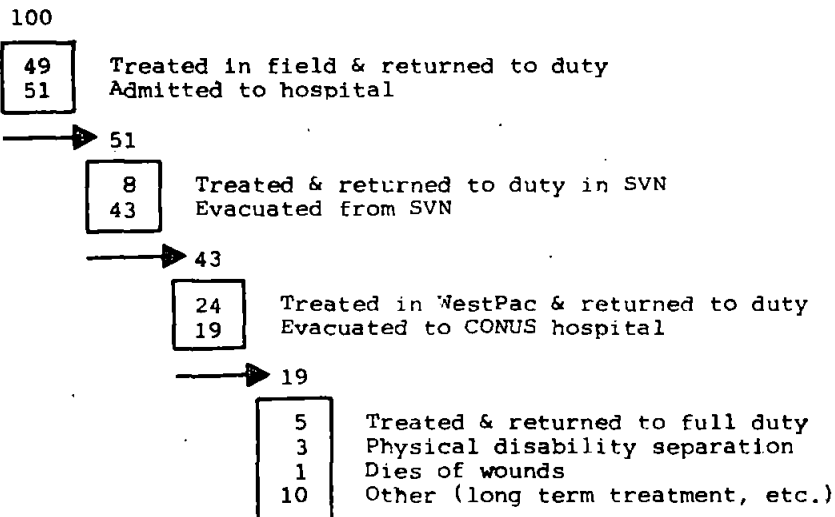 100
49 Treated in field & returned to duty
51 Admitted to hospital
51
8 Treated & returned to duty in SVN
43 Evacuated from SVN
43
24 Treated in WestPac & returned to duty
19 Evacuated to CONUS hospital
19
5 Treated & returned to full duty
3 Physical disability separation
1 Dies of wounds
10 Other (long term treatment, etc.)